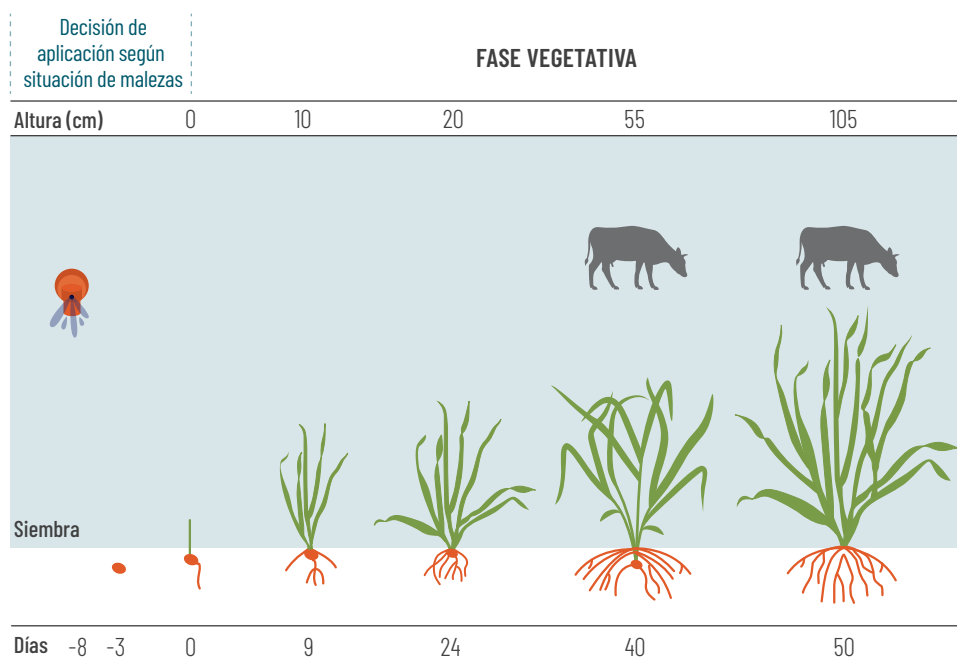 Decisión de
aplicación según
situación de malezas
FASE VEGETATIVA
Altura (cm) 0 10 20 55 105
Siembra
Días -8 -3 0 9 24 40 50